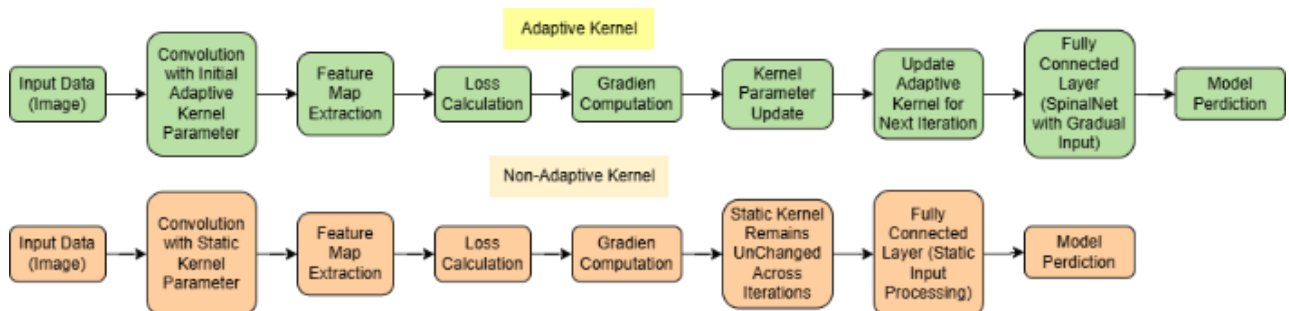 Adaptive Kernel
Input Data
(Image)
Convolution
with Initial
Adaptive
Kernel
Parameter
Feature
Map
Extraction
Loss
Calculation
Gradien
Computation
Kernel
Parameter
Update
Update
Adaptive
Kernel for
Next Iteration
Fully
Connected
Layer
(SpinalNet
with Gradual
Input)
Model
Perdiction
Non-Adaptive Kernel
Input Data
(Image)
Convolution
with Static
Kernel
Parameter
Feature
Map
Extraction
Loss
Calculation
Gradien
Computation
Static Kernel
Remains
UnChanged
Across
Iterations
Fully
Connected
Layer (Static
Input
Processing)
Model
Perdiction